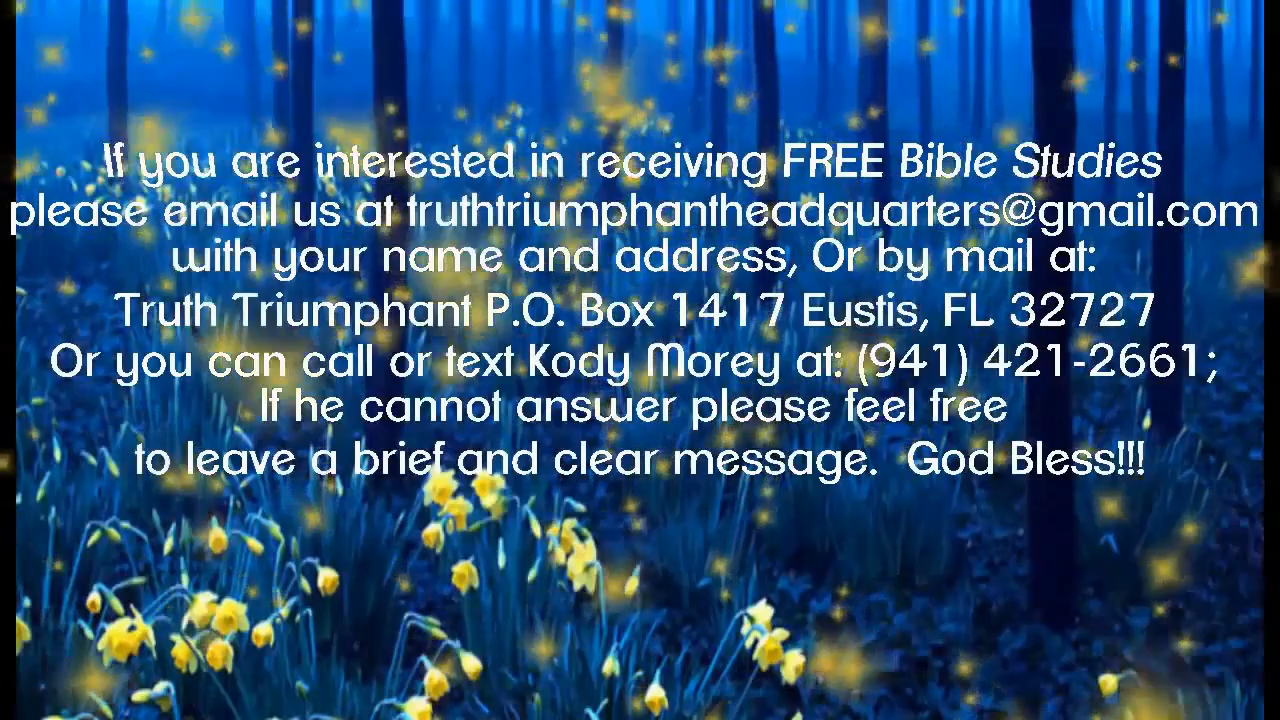 If you are interested in receiving FREE Bible Studies
please email us at truthtriumphantheadquarters@gmail.com
with your name and address, Or by mail at:
Truth Triumphant P.O. Box 1417 Eustis, FL 32727
Or you can call or text Kody Morey at: (941) 421-2661;
If he cannot answer please feel free
to leave a brief and clear message. God Bless!!!